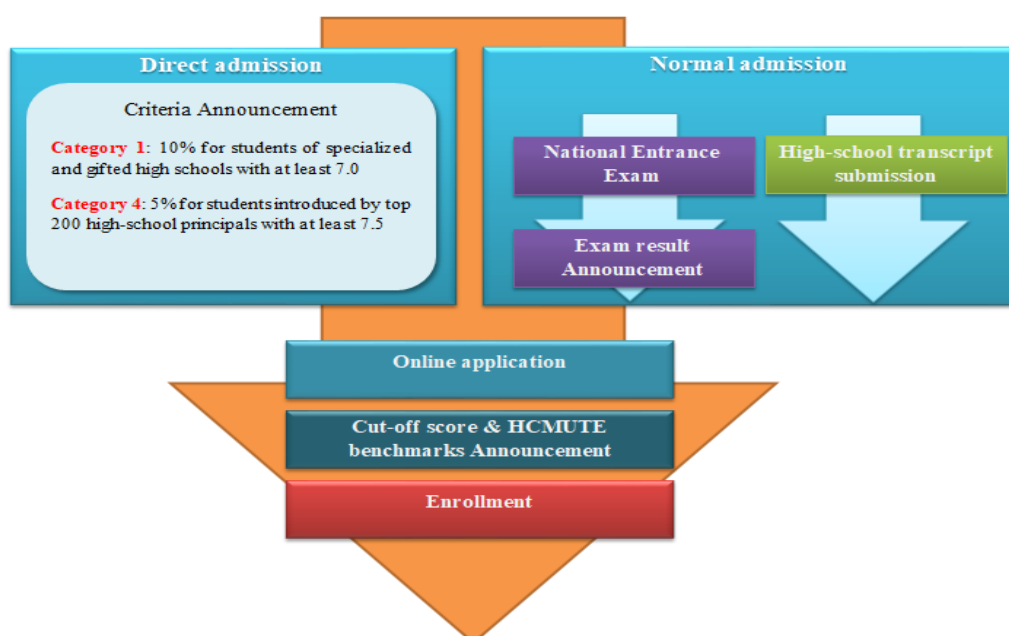 Direct admission
Criteria Announcement
Category 1: 10% for students of specialized
and gifted high schools with at least 7.0
Category 4: 5% for students introduced by top
200 high-school principals with at least 7.5
Normal admission
National Entrance
Exam
Exam result
Announcement
High-school transcript
submission
Online application
Cut-off score & HCMUTE
benchmarks Announcement
Enrollment